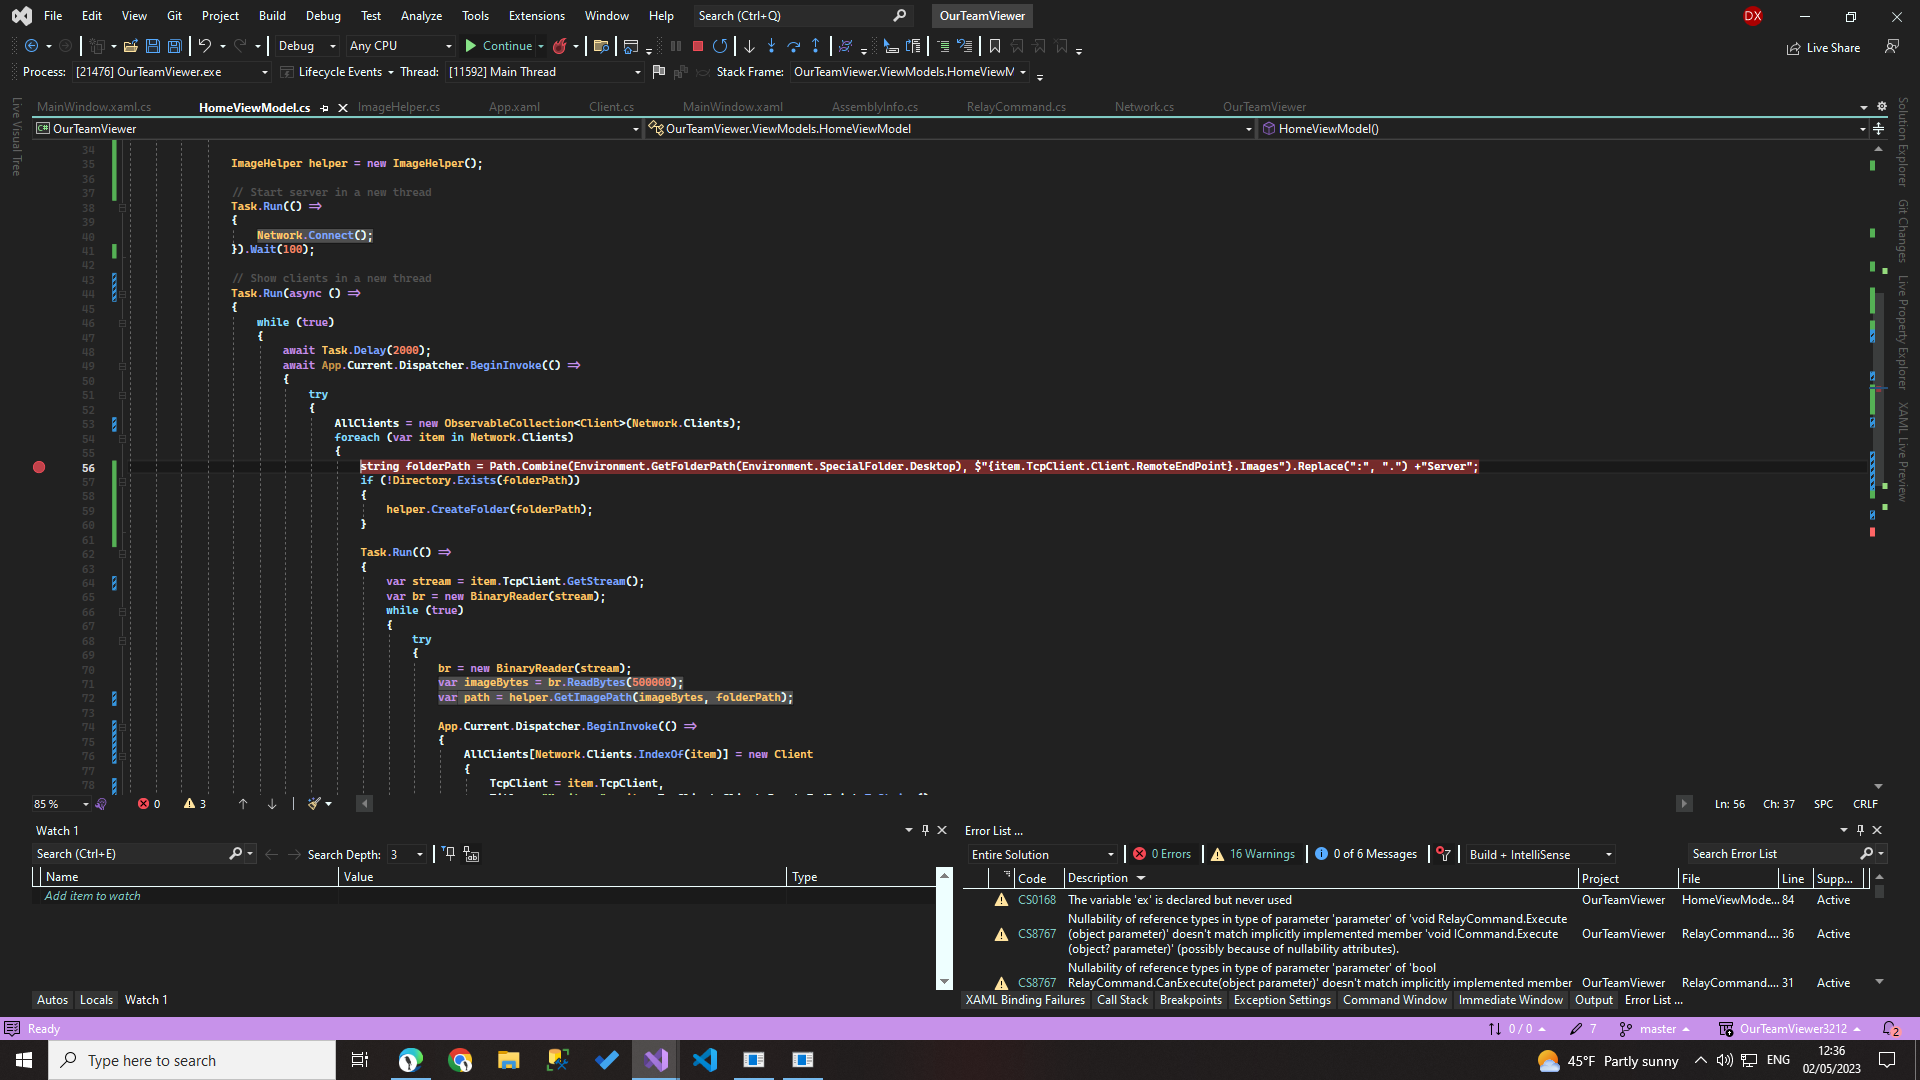 File Edit View Git Project Build Debug Test Analyze Tools Extensions Window Help Search (Ctrl+Q) OurTeamViewer DX
Debug Any CPU Continue Live Share
Process: [21476] OurTeamViewer.exe Lifecycle Events Thread: [11592] Main Thread Stack Frame: OurTeamViewer.ViewModels.HomeViewM
MainWindow.xaml.cs HomeViewModel.cs ImageHelper.cs App.xaml Client.cs MainWindow.xaml AssemblyInfo.cs RelayCommand.cs Network.cs OurTeamViewer
OurTeamViewer OurTeamViewer.ViewModels.HomeViewModel HomeViewModel()
Live Visual Tree
Solution Explorer
Git Changes
Live Property Explorer
XAML Live Preview
34
35 ImageHelper helper = new ImageHelper();
36
37 // Start server in a new thread
38 Task.Run(() =>
39 {
40 Network.Connect();
41 }).Wait(100);
42
43 // Show clients in a new thread
44 Task.Run(async () =>
45 {
46 while (true)
47 {
48 await Task.Delay(2000);
49 await App.Current.Dispatcher.BeginInvoke(() =>
50 {
51 try
52 {
53 AllClients = new ObservableCollection<Client>(Network.Clients);
54 foreach (var item in Network.Clients)
55 {
56 string folderPath = Path.Combine(Environment.GetFolderPath(Environment.SpecialFolder.Desktop), $"{item.TcpClient.Client.RemoteEndPoint}.Images").Replace(":", ".") +"Server";
57 if (!Directory.Exists(folderPath))
58 {
59 helper.CreateFolder(folderPath);
60 }
61
62 Task.Run(() =>
63 {
64 var stream = item.TcpClient.GetStream();
65 var br = new BinaryReader(stream);
66 while (true)
67 {
68 try
69 {
70 br = new BinaryReader(stream);
71 var imageBytes = br.ReadBytes(500000);
72 var path = helper.GetImagePath(imageBytes, folderPath);
73
74 App.Current.Dispatcher.BeginInvoke(() =>
75 {
76 AllClients[Network.Clients.IndexOf(item)] = new Client
77 {
78 TcpClient = item.TcpClient,
85 % 0 3 Ln: 56 Ch: 37 SPC CRLF
Watch 1
Search (Ctrl+E) Search Depth: 3
Name Value Type
Add item to watch
Autos Locals Watch 1
Error List ...
Entire Solution 0 Errors 16 Warnings 0 of 6 Messages Build + IntelliSense Search Error List
Code Description Project File Line Supp...
CS0168 The variable 'ex' is declared but never used OurTeamViewer HomeViewMode... 84 Active
Nullability of reference types in type of parameter 'parameter' of 'void RelayCommand.Execute
CS8767 (object parameter)' doesn't match implicitly implemented member 'void ICommand.Execute OurTeamViewer RelayCommand.... 36 Active
(object? parameter)' (possibly because of nullability attributes).
Nullability of reference types in type of parameter 'parameter' of 'bool
CS8767 RelayCommand.CanExecute(object parameter)' doesn't match implicitly implemented member OurTeamViewer RelayCommand.... 31 Active
XAML Binding Failures Call Stack Breakpoints Exception Settings Command Window Immediate Window Output Error List ...
Ready 0 / 0 7 master OurTeamViewer3212 2
Type here to search 45°F Partly sunny ENG 12:36
02/05/2023